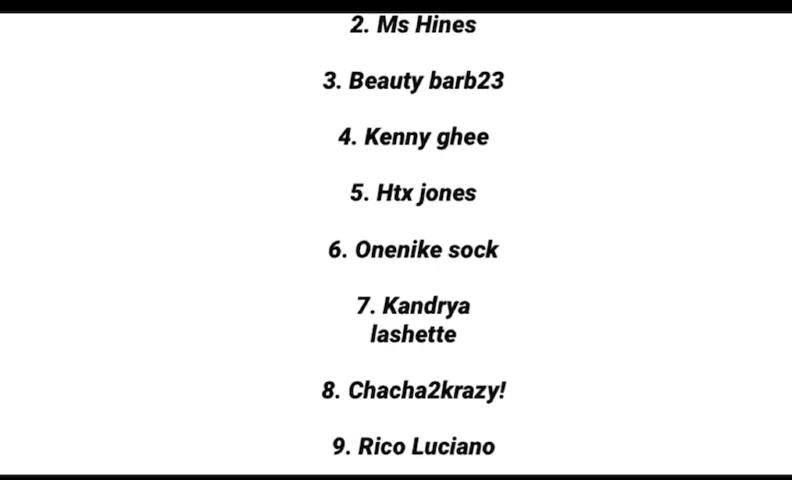 2. Ms Hines
3. Beauty barb23
4. Kenny ghee
5. Htx jones
6. Onenike sock
7. Kandrya
lashette
8. Chacha2krazy!
9. Rico Luciano